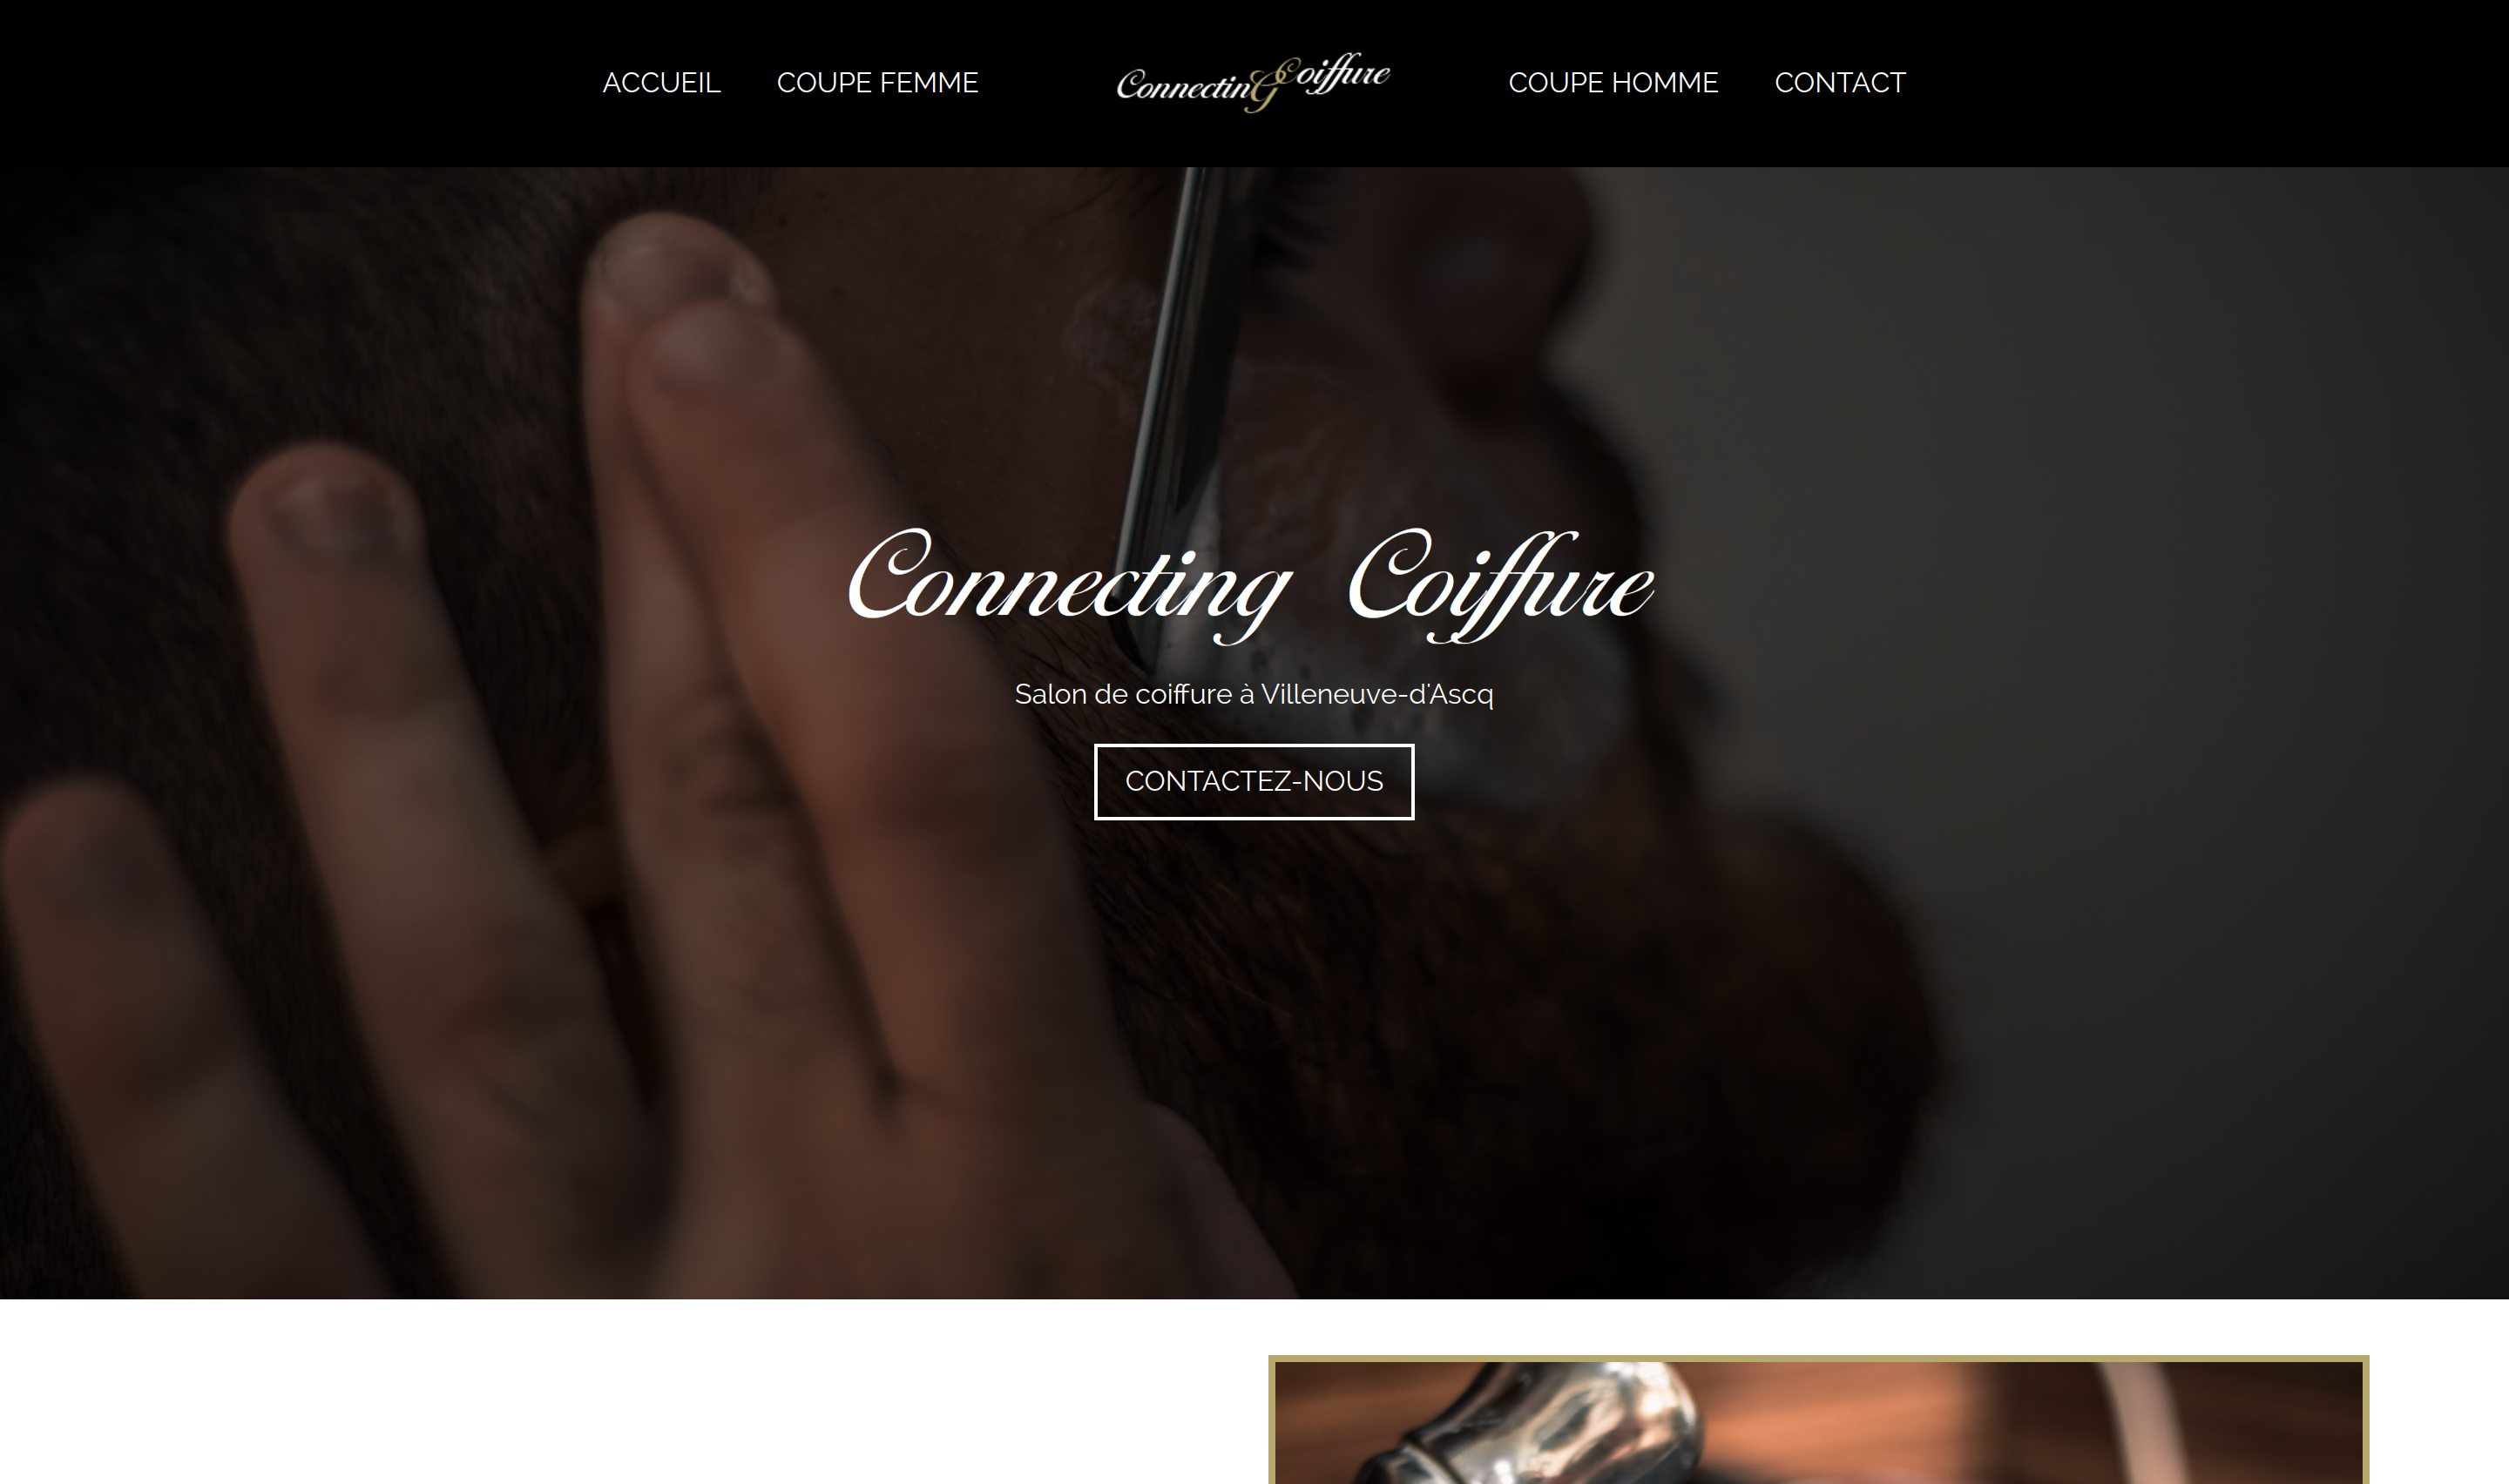 ACCUEIL COUPE FEMME ConnectinG Coiffure COUPE HOMME CONTACT
Connecting Coiffure
Salon de coiffure à Villeneuve-d'Ascq
CONTACTEZ-NOUS